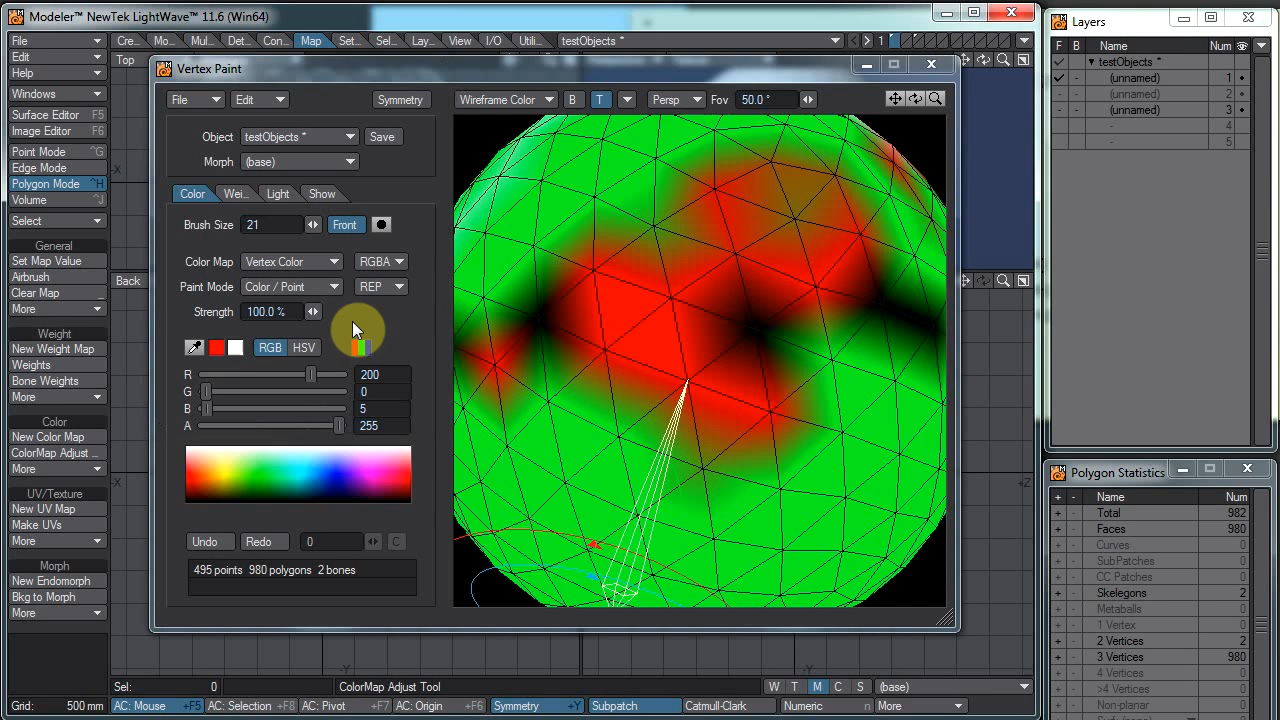 Modeler™ NewTek LightWave™ 11.6 (Win64)
File Cre... Mo... Mul... Det... Con... Map Set... Sel... Lay... View I/O Utili... testObjects * 1
Edit
Help
Windows
Surface Editor F5
Image Editor F6
Point Mode ^G
Edge Mode
Polygon Mode ^H
Volume ^J
Select
General
Set Map Value
Airbrush
Clear Map ...
More
Weight
New Weight Map
Weights
Bone Weights
More
Color
New Color Map
ColorMap Adjust ...
More
UV/Texture
New UV Map
Make UVs
More
Morph
New Endomorph
Bkg to Morph
More
Top
-X
Back
-X
+Z
-Y
-Y
Vertex Paint
File Edit Symmetry
Object testObjects * Save
Morph (base)
Color Wei... Light Show
Brush Size 21 Front
Color Map Vertex Color RGBA
Paint Mode Color / Point REP
Strength 100.0 %
RGB HSV
R 200
G 0
B 5
A 255
Undo Redo 0 C
495 points 980 polygons 2 bones
Wireframe Color B T Persp Fov 50.0 °
Layers
F B Name Num
testObjects *
(unnamed) 1
(unnamed) 2
(unnamed) 3
- 4
- 5
Polygon Statistics
+ - Name Num
+ - Total 982
+ - Faces 980
+ - Curves 0
+ - SubPatches 0
+ - CC Patches 0
+ - Skelegons 2
+ - Metaballs 0
+ - 1 Vertex 0
+ - 2 Vertices 2
+ - 3 Vertices 980
+ - 4 Vertices 0
+ - >4 Vertices 0
Sel: 0 ColorMap Adjust Tool W T M C S (base)
Grid: 500 mm AC: Mouse +F5 AC: Selection +F8 AC: Pivot +F7 AC: Origin +F6 Symmetry +Y Subpatch Catmull-Clark Numeric n More